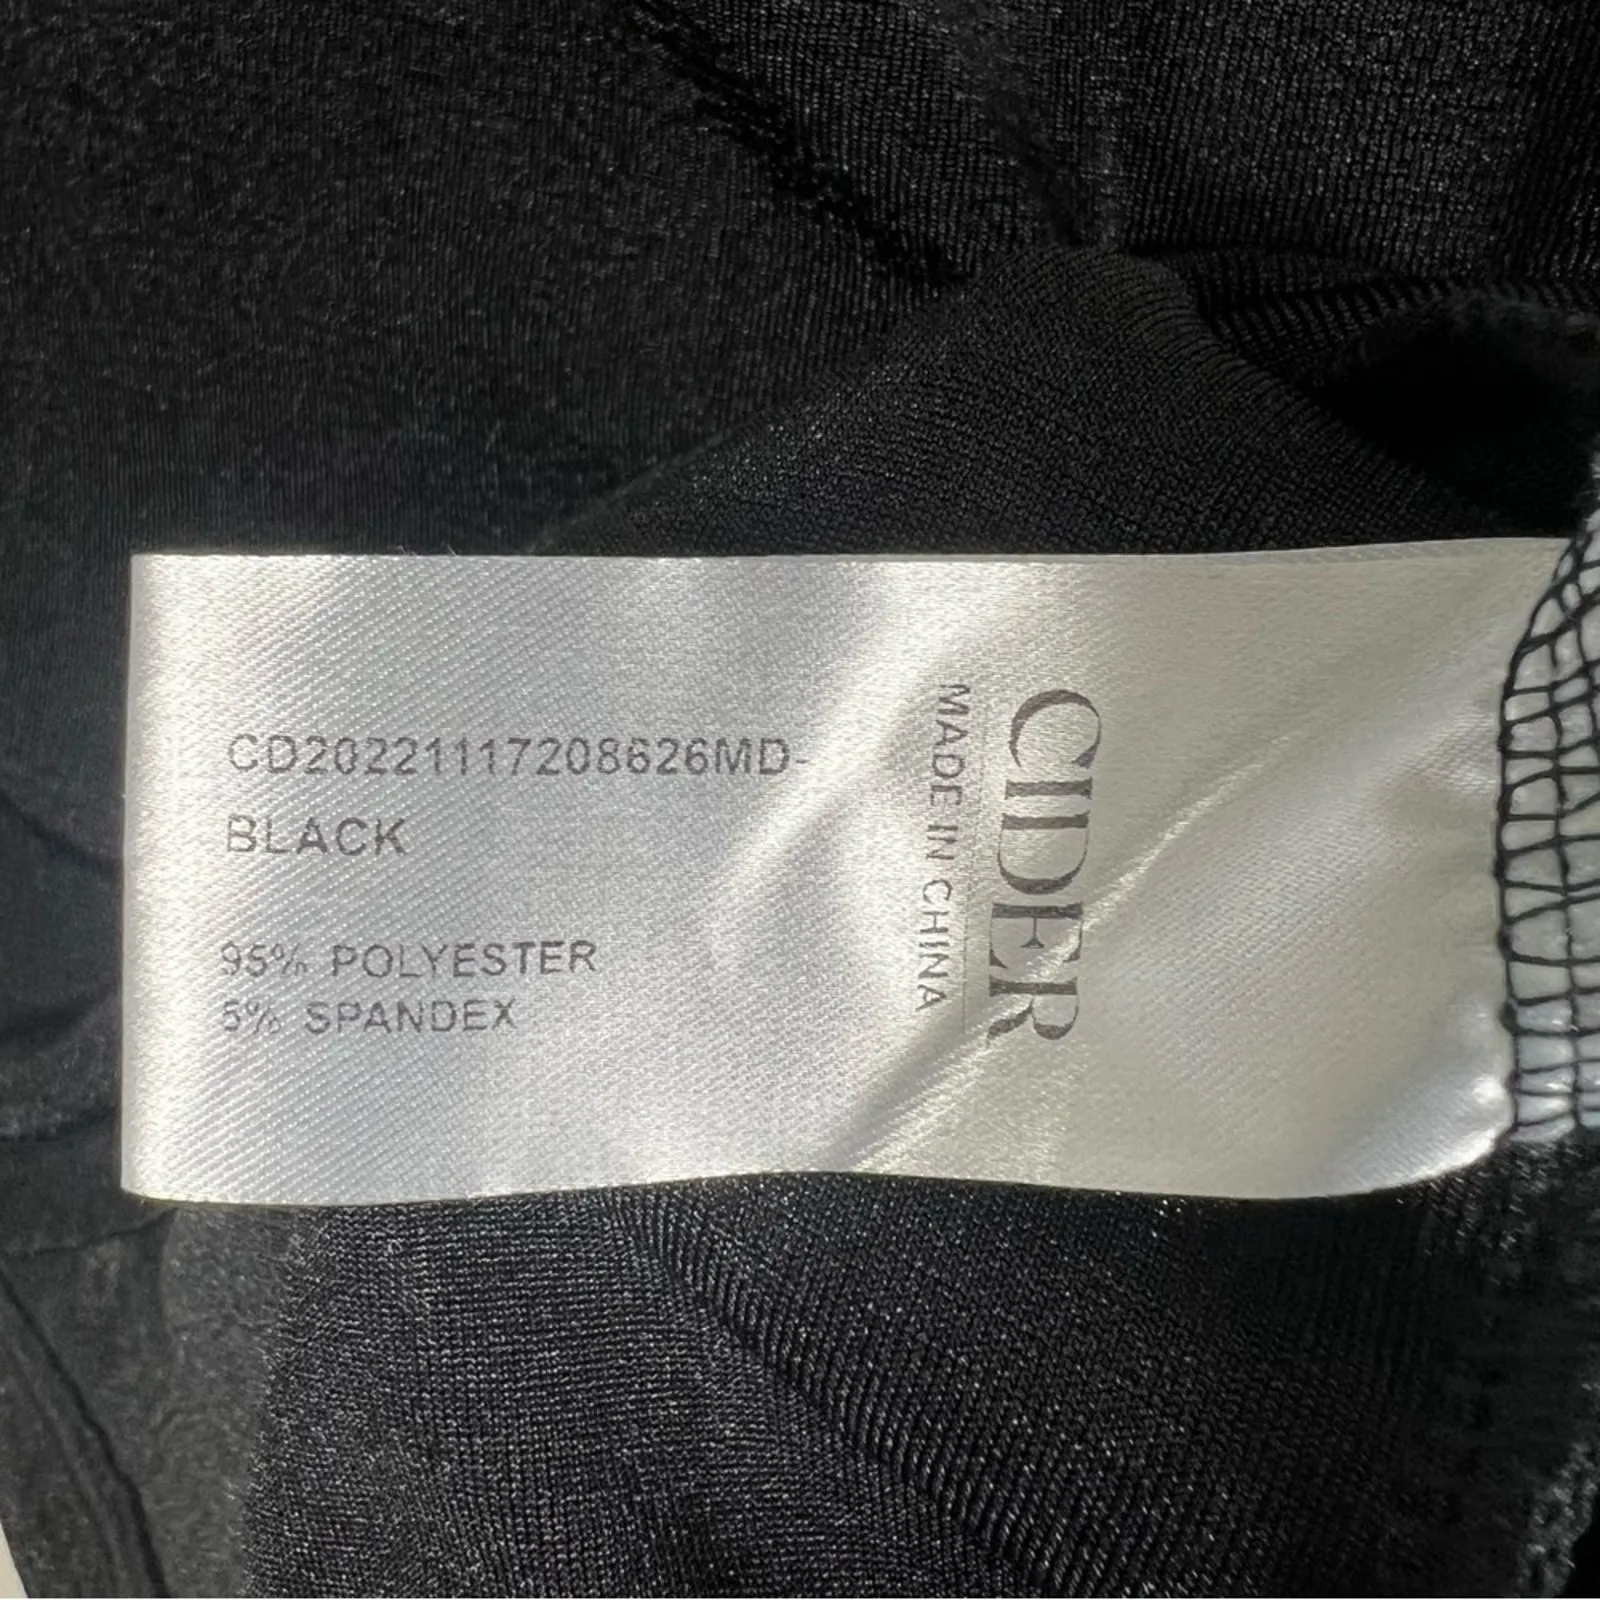 CD20221117208626MD-
BLACK
95% POLYESTER
5% SPANDEX
CIDER
MADE IN CHINA